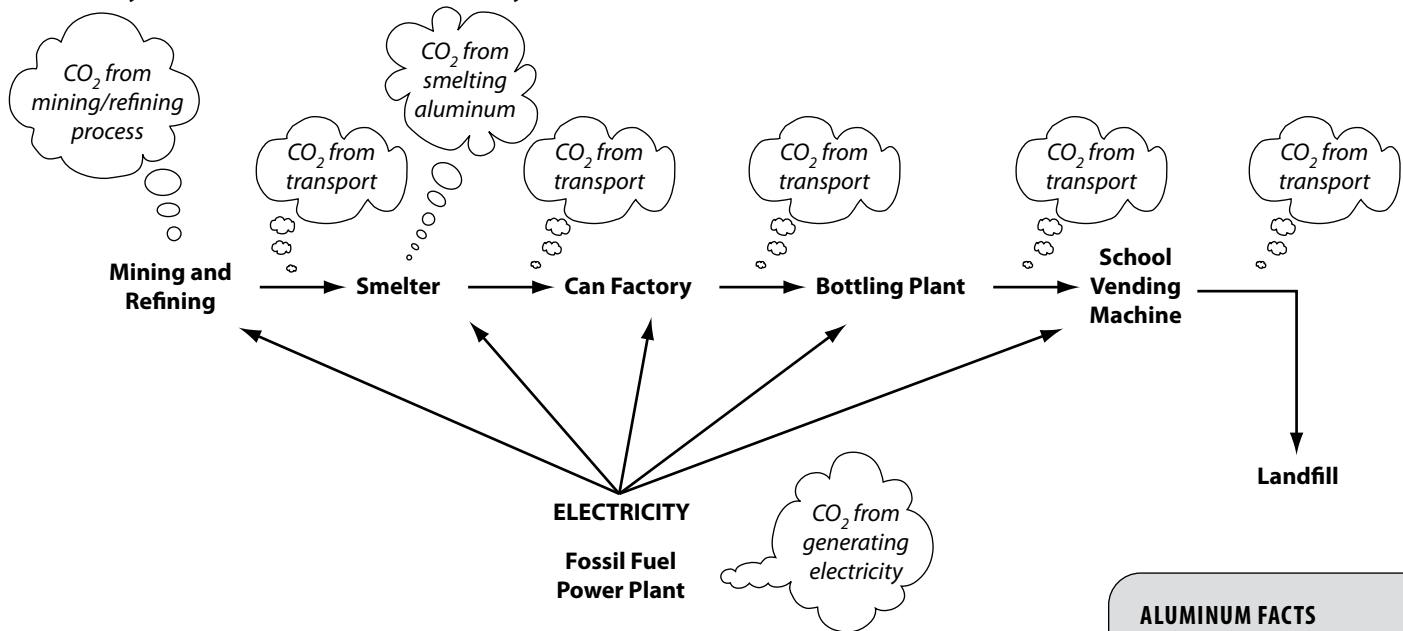 CO2 from
mining/refining
process
CO2 from
smelting
aluminum
CO2 from
transport
CO2 from
transport
CO2 from
transport
CO2 from
transport
CO2 from
transport
Mining and
Refining
Smelter
Can Factory
Bottling Plant
School
Vending
Machine
Landfill
ELECTRICITY
Fossil Fuel
Power Plant
CO2 from
generating
electricity
ALUMINUM FACTS